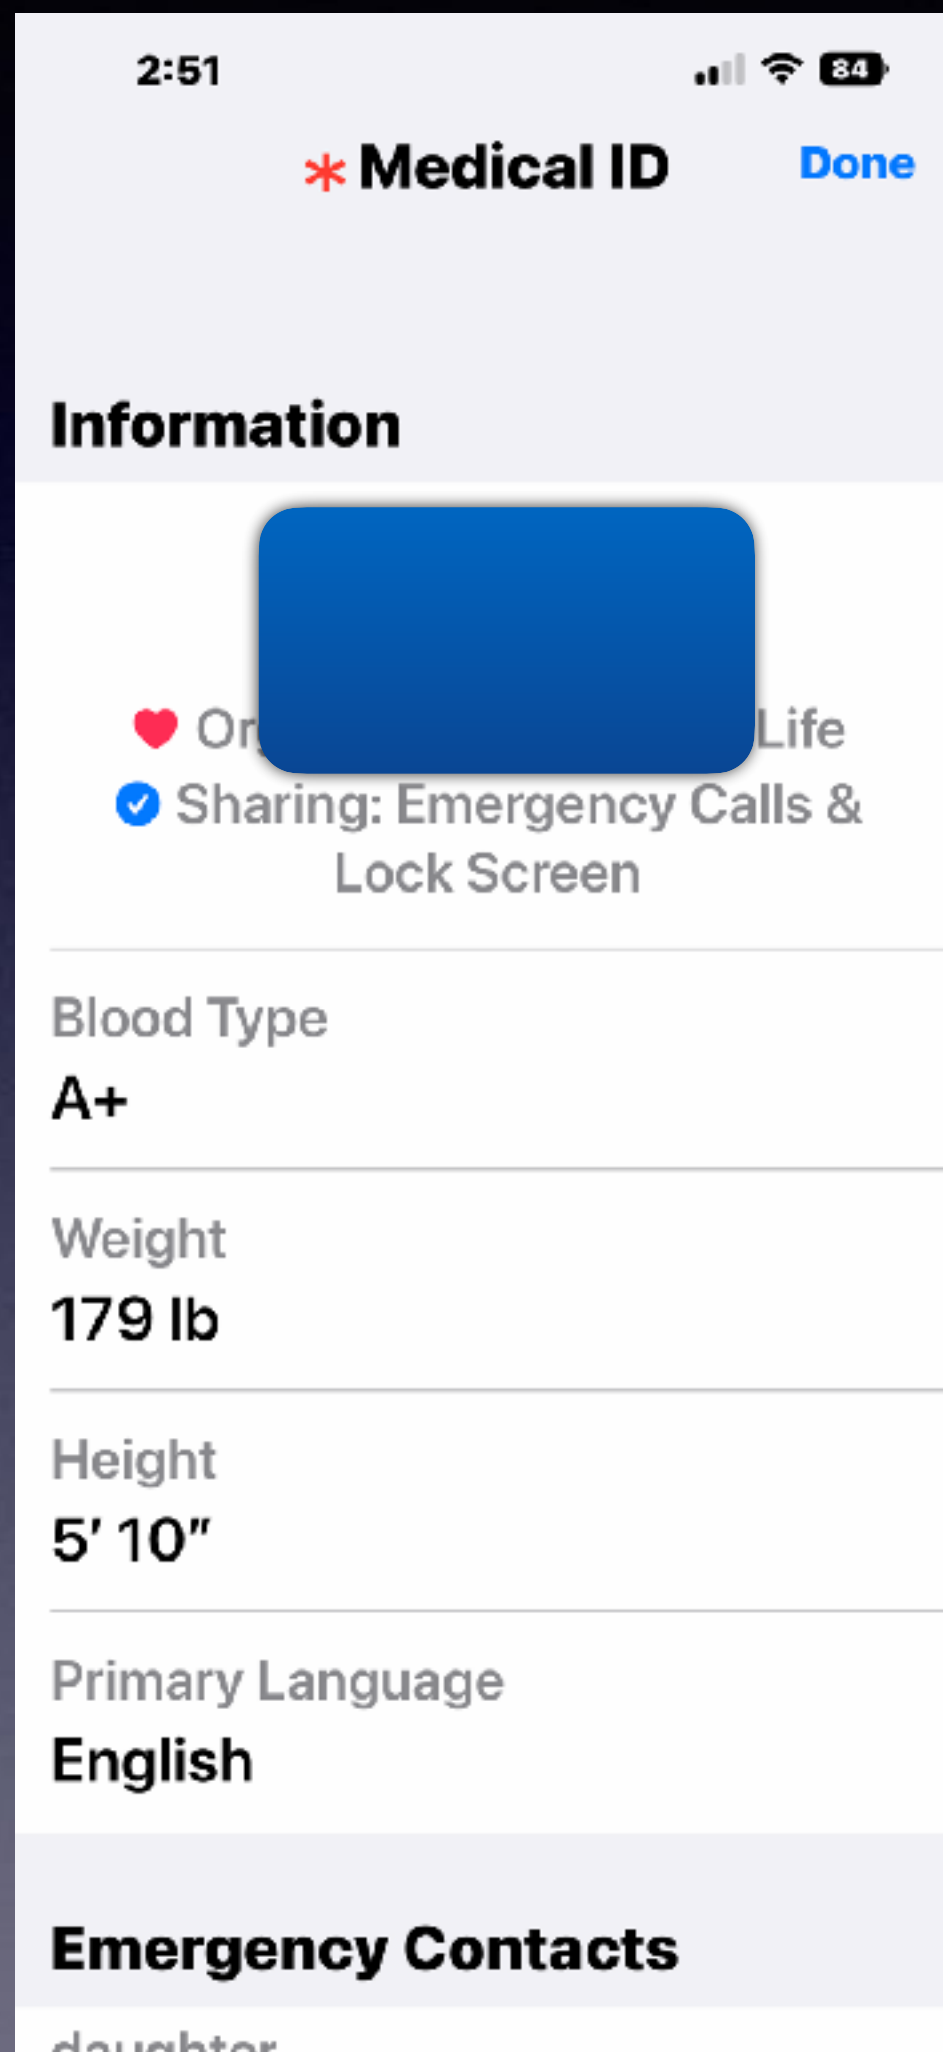 2:51
84
* Medical ID
Done
Information
Life
Sharing: Emergency Calls &
Lock Screen
Blood Type
A+
Weight
179 lb
Height
5′ 10″
Primary Language
English
Emergency Contacts
daughter